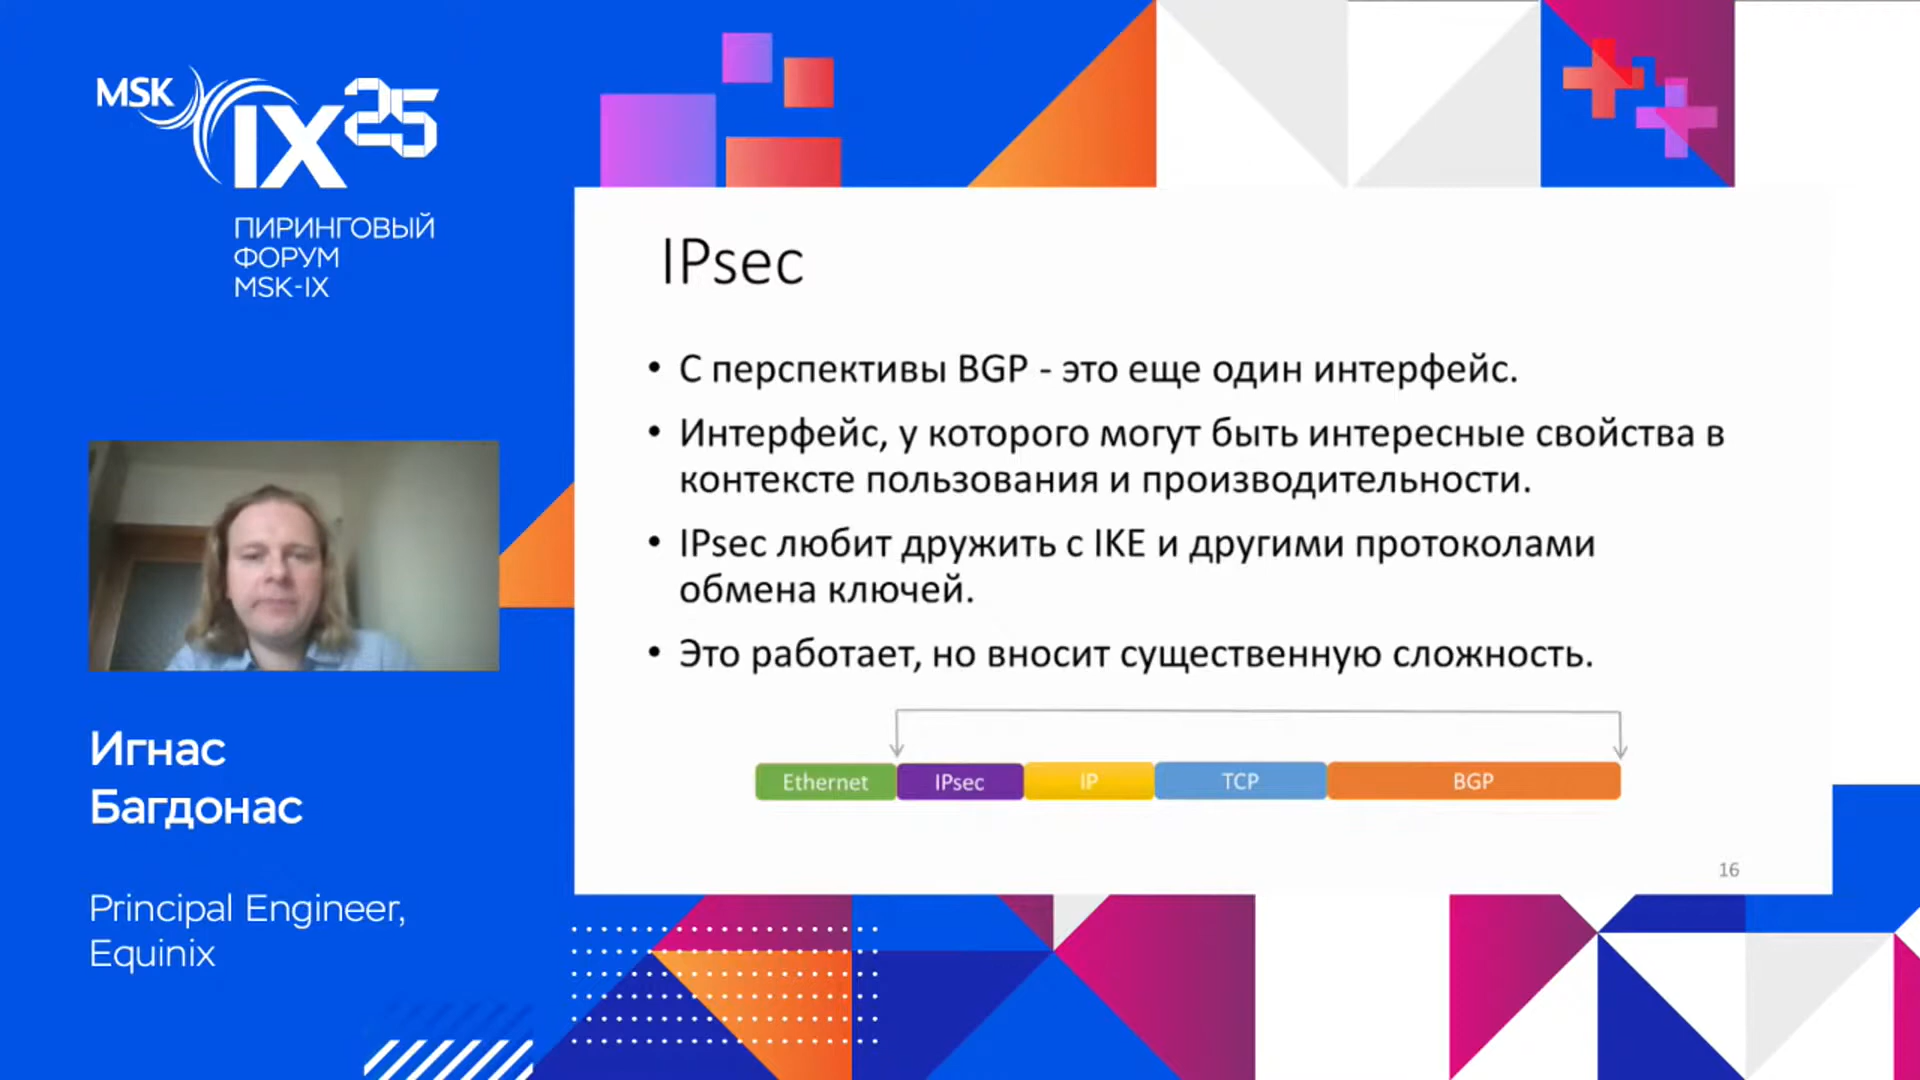 MSK
IX 25
ПИРИНГОВЫЙ
ФОРУМ
MSK-IX
IPsec
• С перспективы BGP - это еще один интерфейс.
• Интерфейс, у которого могут быть интересные свойства в
контексте пользования и производительности.
• IPsec любит дружить с IKE и другими протоколами
обмена ключей.
• Это работает, но вносит существенную сложность.
Ethernet IPsec IP TCP BGP
16
Игнас
Багдонас
Principal Engineer,
Equinix